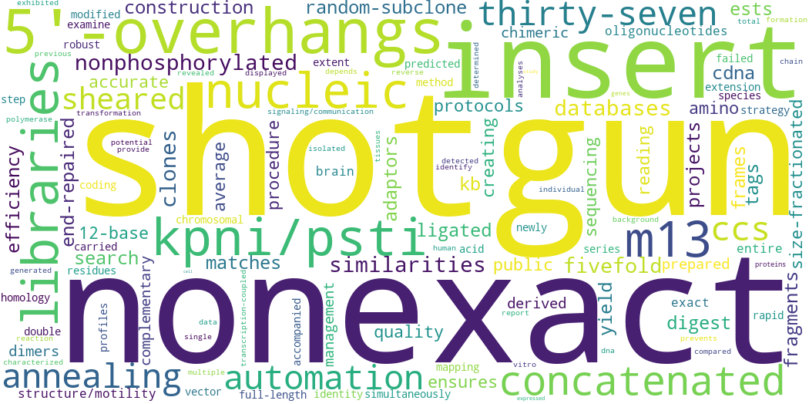 exhibited
modified
construction
random-subclone
thirty-seven
ests
examine
5'-overhangs
insert
chimeric
oligonucleotides
previous
robust
nonphosphorylated
extent
predicted
determined
analyses
failed
total
formation
cdna
chain
step
accurate
sheared
nucleic
method
revealed
displayed
depends
reverse
extension
genes
species
polymerase
transformation
signaling/communication
protocols
databases
amino
strategy
libraries
shotgun
end-repaired
efficiency
potential
provide
clones
average
procedure
isolated
brain
tissues
adaptors
creating
sequencing
reading
projects
frames
tags
size-fractionated
coding
detected
identify
kb
individual
chromosomal
newly
background
12-base
kpni/psti
ligated
m13
ccs
carried
search
human
acid
series
entire
residues
matches
similarities
public
fivefold
prepared
generated
cell
proteins
homology
nonexact
complementary
derived
exact
rapid
fragments
double
profiles
data
single
transcription-coupled
accompanied
management
quality
report
yield
digest
reaction
dimers
dna
prevents
compared
characterized
annealing
automation
mapping
ensures
vitro
concatenated
structure/motility
multiple
vector
full-length
identity
simultaneously
expressed